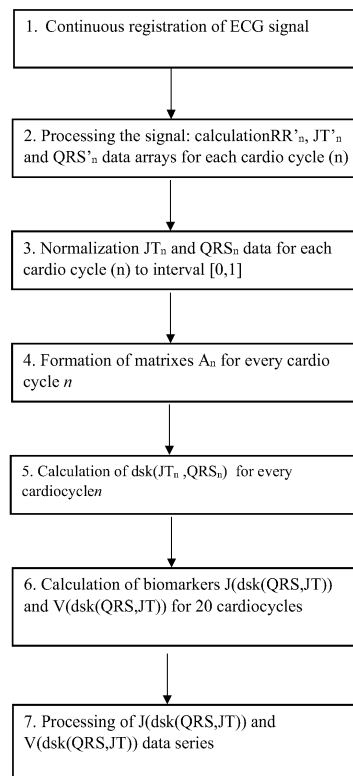 1. Continuous registration of ECG signal
2. Processing the signal: calculationRR'ₙ, JT'ₙ
and QRS'ₙ data arrays for each cardio cycle (n)
3. Normalization JTₙ and QRSₙ data for each
cardio cycle (n) to interval [0,1]
4. Formation of matrixes Aₙ for every cardio
cycle n
5. Calculation of dsk(JTₙ ,QRSₙ) for every
cardiocyclen
6. Calculation of biomarkers J(dsk(QRS,JT))
and V(dsk(QRS,JT)) for 20 cardiocycles
7. Processing of J(dsk(QRS,JT)) and
V(dsk(QRS,JT)) data series